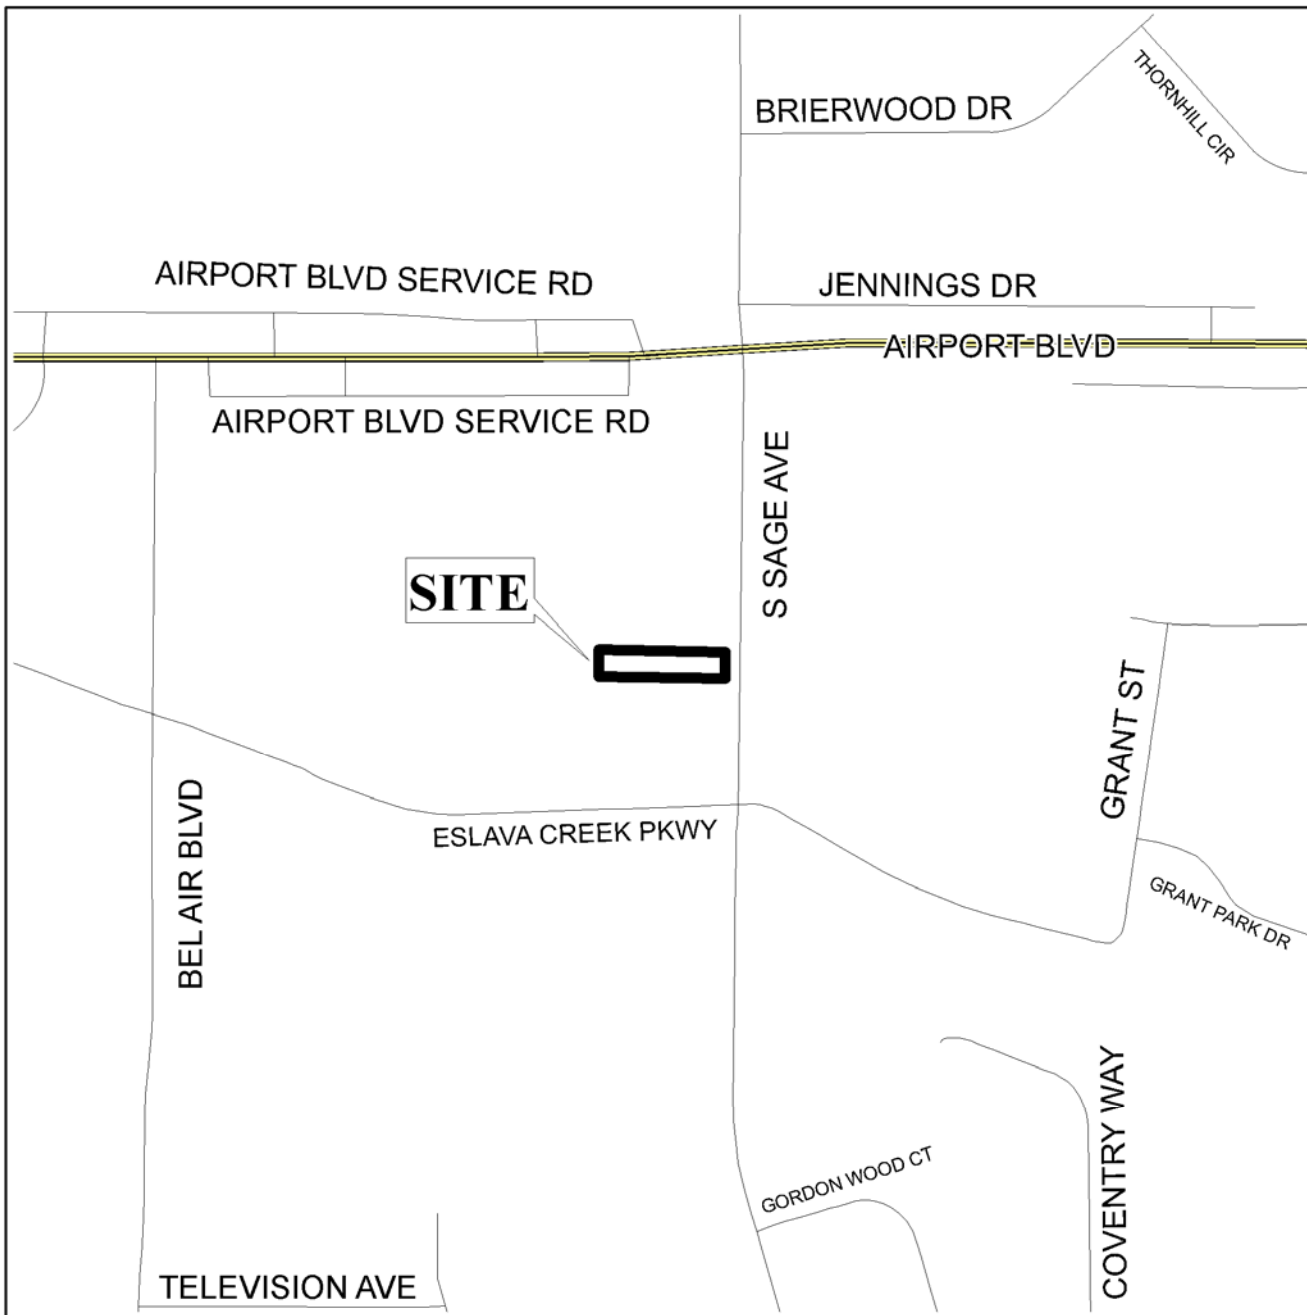 BRIERWOOD DR
THORNHILL CIR
AIRPORT BLVD SERVICE RD
JENNINGS DR
AIRPORT BLVD
AIRPORT BLVD SERVICE RD
S SAGE AVE
SITE
GRANT ST
BEL AIR BLVD
ESLAVA CREEK PKWY
GRANT PARK DR
COVENTRY WAY
GORDON WOOD CT
TELEVISION AVE